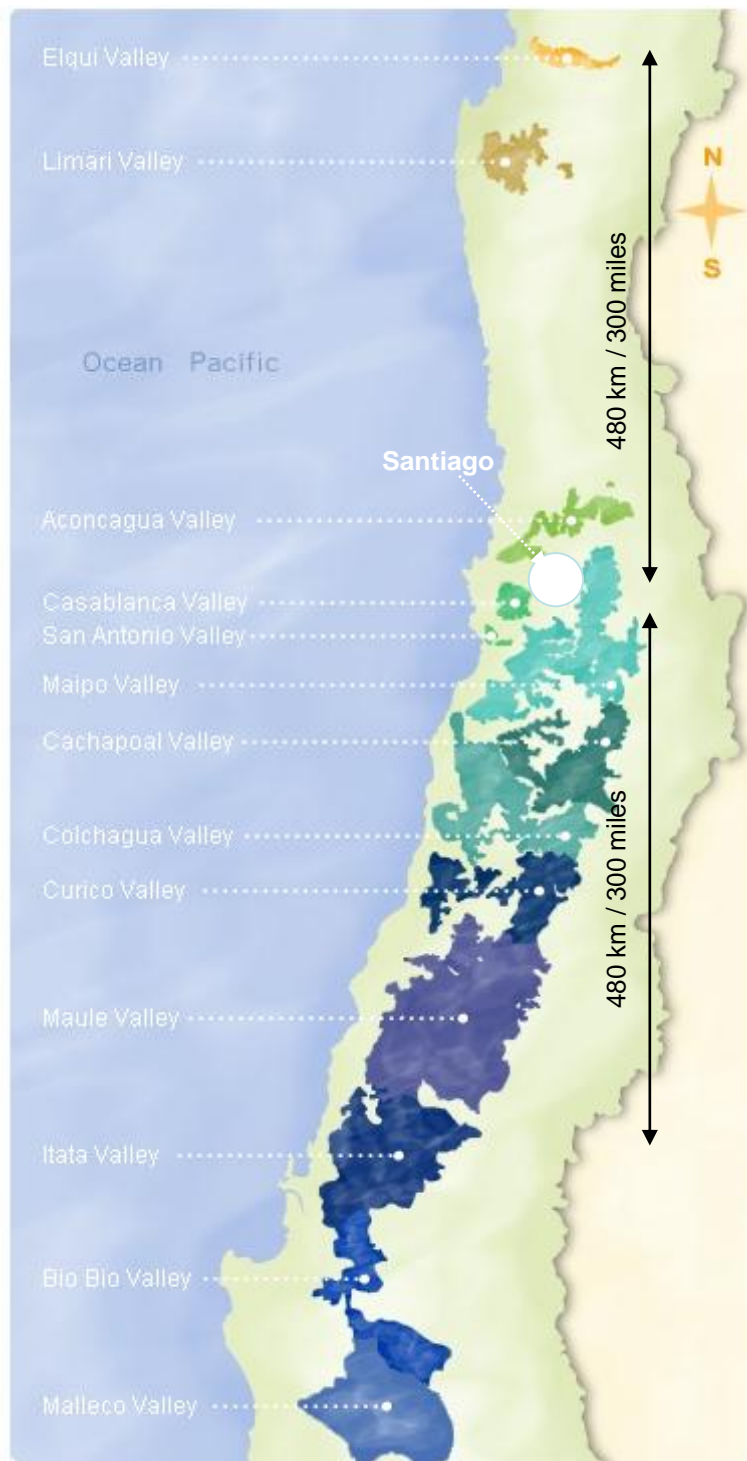 Elqui Valley
Limari Valley
N
S
480 km / 300 miles
Ocean Pacific
Santiago
Aconcagua Valley
Casablanca Valley
San Antonio Valley
Maipo Valley
Cachapoal Valley
480 km / 300 miles
Colchagua Valley
Curico Valley
Maule Valley
Itata Valley
Bio Bio Valley
Malleco Valley